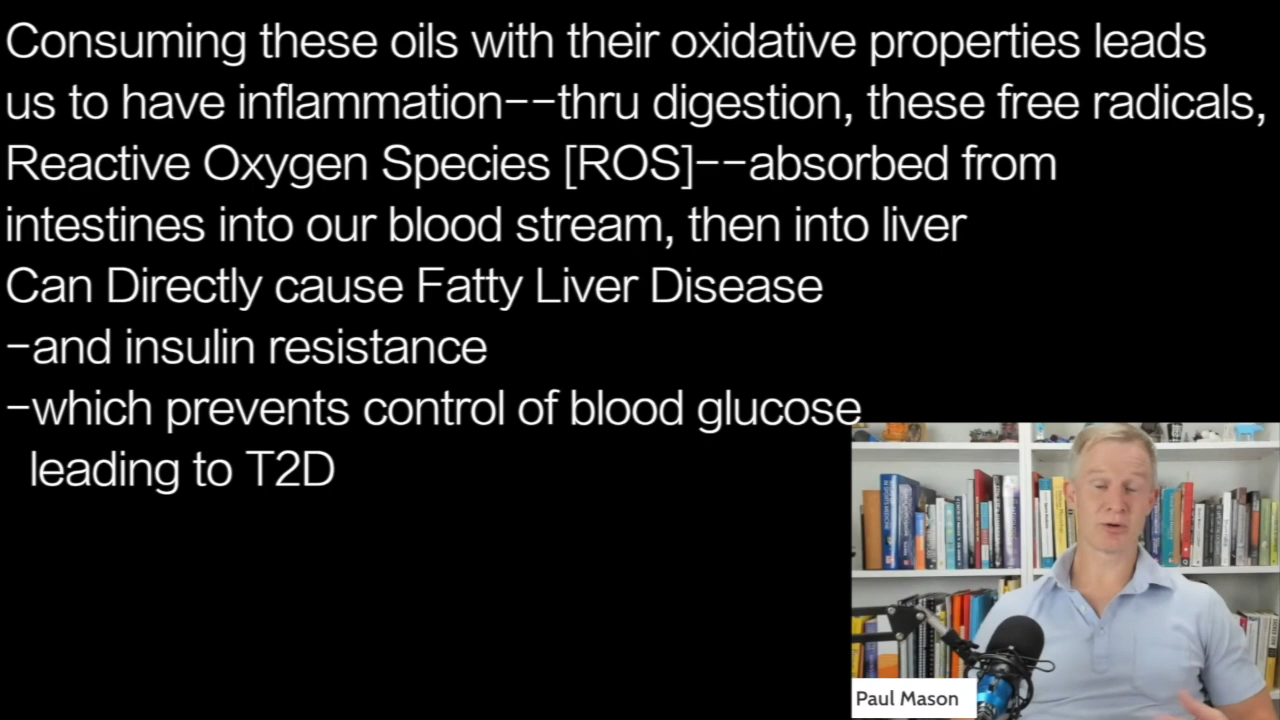 Consuming these oils with their oxidative properties leads
us to have inflammation--thru digestion, these free radicals,
Reactive Oxygen Species [ROS]--absorbed from
intestines into our blood stream, then into liver
Can Directly cause Fatty Liver Disease
-and insulin resistance
-which prevents control of blood glucose
leading to T2D
Paul Mason